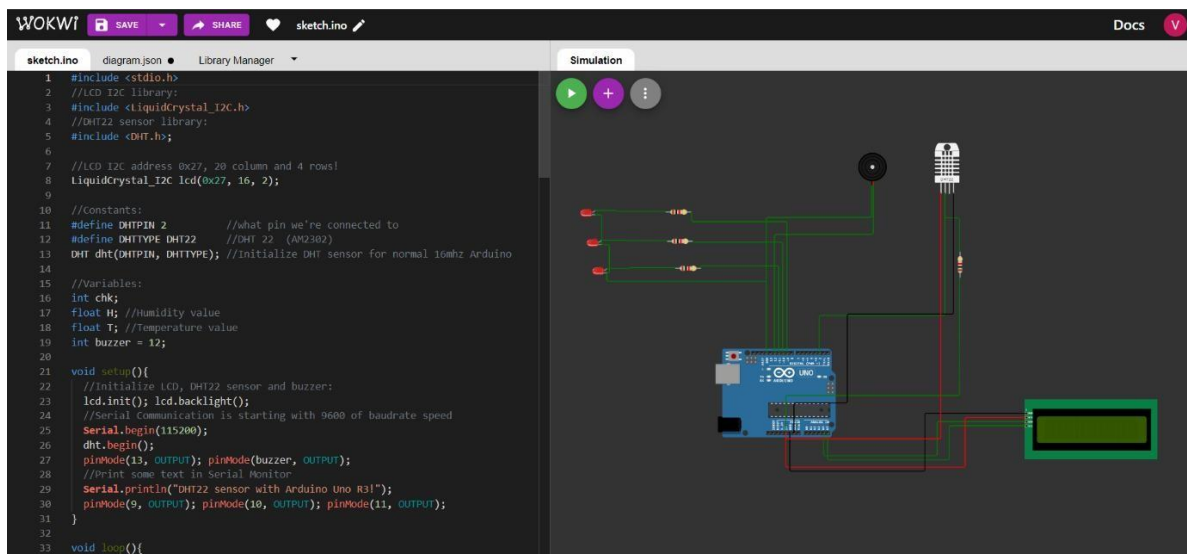 WOKWI SAVE SHARE sketch.ino Docs V
sketch.ino diagram.json Library Manager Simulation
1 #include <stdio.h>
2 //LCD I2C library:
3 #include <LiquidCrystal_I2C.h>
4 //DHT22 sensor library:
5 #include <DHT.h>;
6
7 //LCD I2C address 0x27, 20 column and 4 rows!
8 LiquidCrystal_I2C lcd(0x27, 16, 2);
9
10 //Constants:
11 #define DHTPIN 2 //what pin we're connected to
12 #define DHTTYPE DHT22 //DHT 22 (AM2302)
13 DHT dht(DHTPIN, DHTTYPE); //Initialize DHT sensor for normal 16mhz Arduino
14
15 //Variables:
16 int chk;
17 float H; //Humidity value
18 float T; //Temperature value
19 int buzzer = 12;
20
21 void setup(){
22 //Initialize LCD, DHT22 sensor and buzzer:
23 lcd.init(); lcd.backlight();
24 //Serial Communication is starting with 9600 of baudrate speed
25 Serial.begin(115200);
26 dht.begin();
27 pinMode(13, OUTPUT); pinMode(buzzer, OUTPUT);
28 //Print some text in Serial Monitor
29 Serial.println("DHT22 sensor with Arduino Uno R3!");
30 pinMode(9, OUTPUT); pinMode(10, OUTPUT); pinMode(11, OUTPUT);
31 }
32
33 void loop(){
UNO
ARDUINO